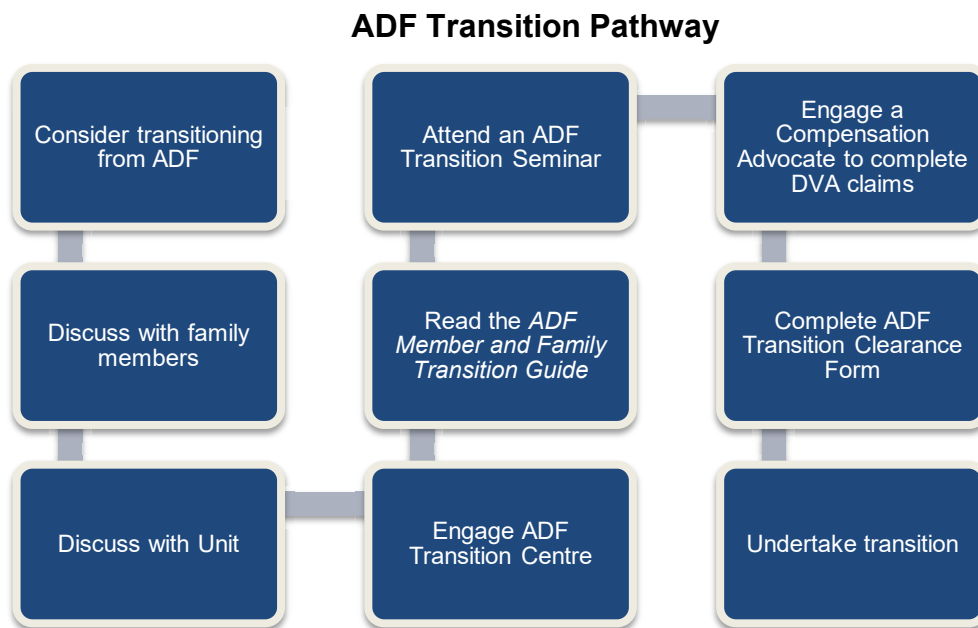 ADF Transition Pathway
Consider transitioning
from ADF
Discuss with family
members
Discuss with Unit
Engage ADF
Transition Centre
Read the ADF
Member and Family
Transition Guide
Attend an ADF
Transition Seminar
Engage a
Compensation
Advocate to complete
DVA claims
Complete ADF
Transition Clearance
Form
Undertake transition